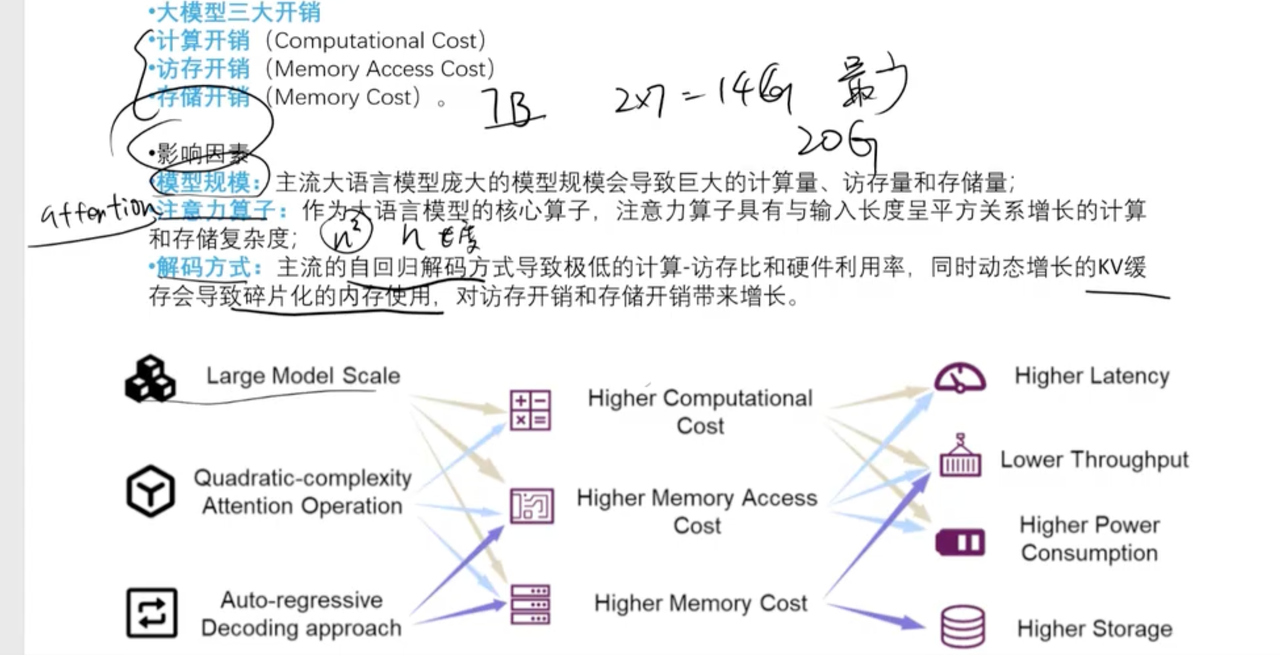 •大模型三大开销
•计算开销（Computational Cost）
•访存开销（Memory Access Cost）
•存储开销（Memory Cost）。
7B
2x7=14G 最少
20G
•影响因素
•模型规模：主流大语言模型庞大的模型规模会导致巨大的计算量、访存量和存储量；
attention
•注意力算子：作为大语言模型的核心算子，注意力算子具有与输入长度呈平方关系增长的计算
和存储复杂度；
n² n 长度
•解码方式：主流的自回归解码方式导致极低的计算-访存比和硬件利用率，同时动态增长的KV缓
存会导致碎片化的内存使用，对访存开销和存储开销带来增长。
Large Model Scale
Quadratic-complexity
Attention Operation
Auto-regressive
Decoding approach
Higher Computational
Cost
Higher Memory Access
Cost
Higher Memory Cost
Higher Latency
Lower Throughput
Higher Power
Consumption
Higher Storage